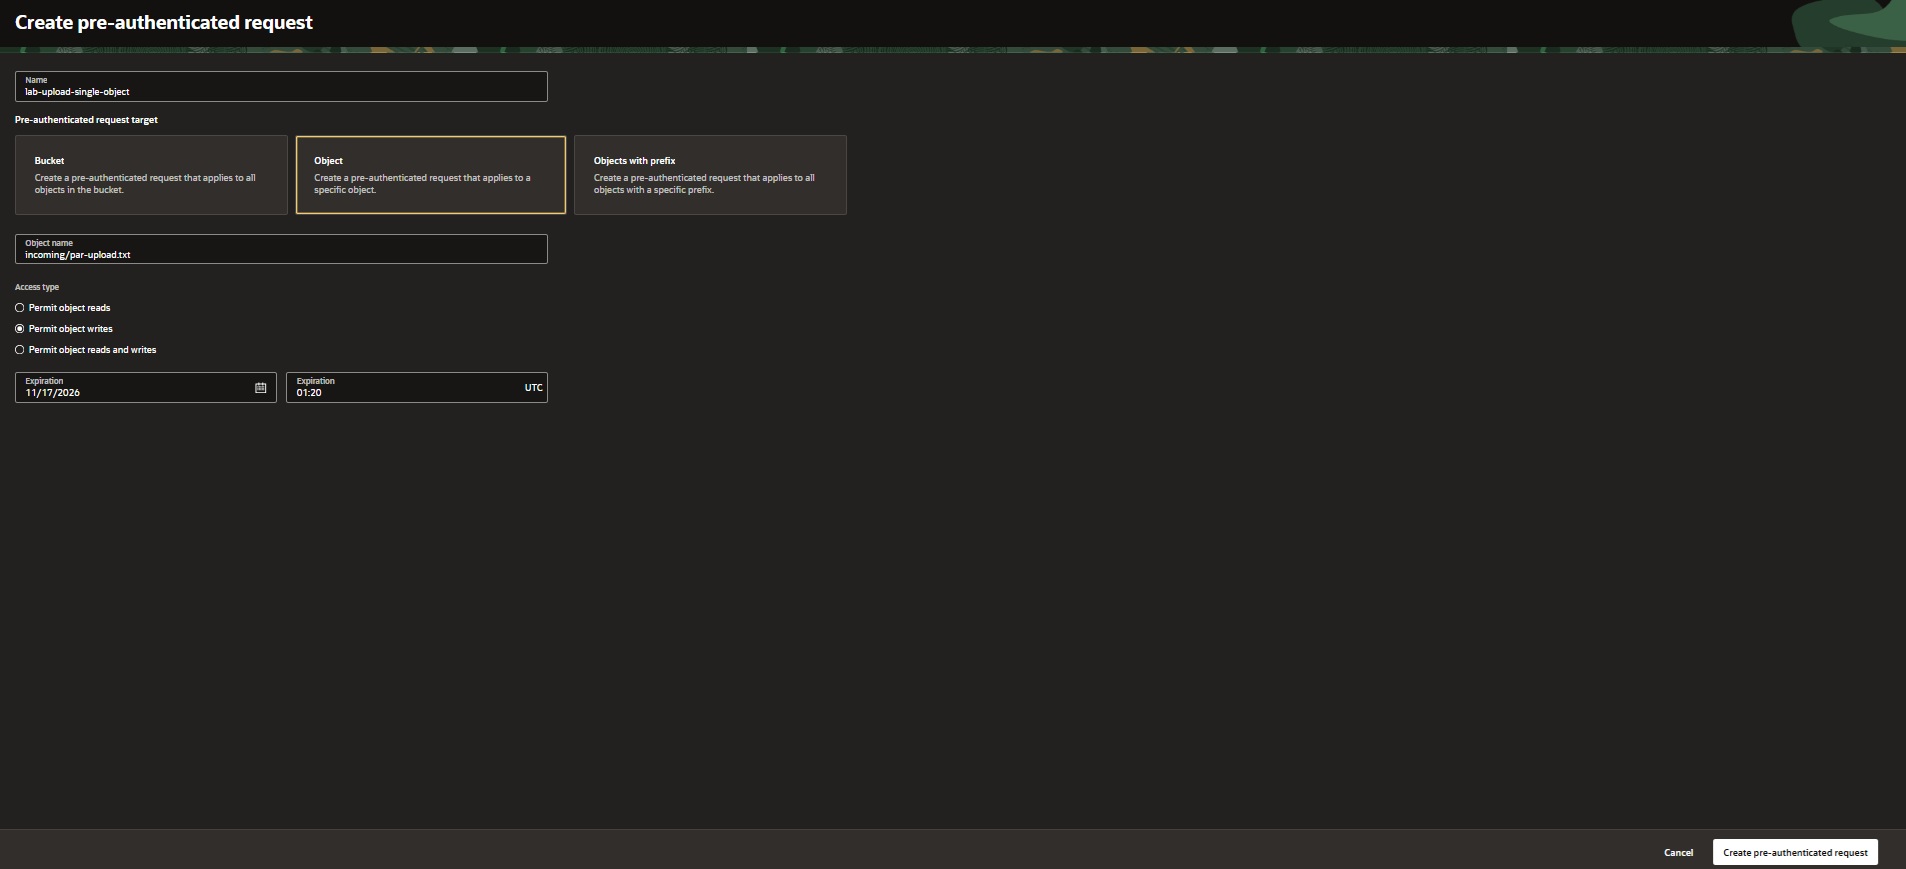 Create pre-authenticated request
Name
lab-upload-single-object
Pre-authenticated request target
Bucket
Create a pre-authenticated request that applies to all
objects in the bucket.
Object
Create a pre-authenticated request that applies to a
specific object.
Objects with prefix
Create a pre-authenticated request that applies to all
objects with a specific prefix.
Object name
incoming/par-upload.txt
Access type
Permit object reads
Permit object writes
Permit object reads and writes
Expiration
11/17/2026
Expiration
01:20
UTC
Cancel
Create pre-authenticated request